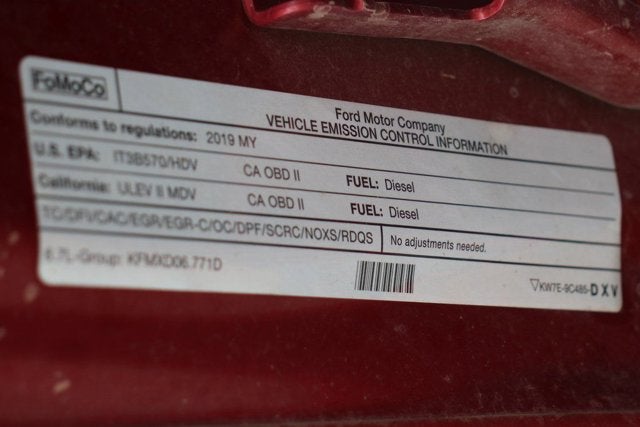 FoMoCo
Ford Motor Company
VEHICLE EMISSION CONTROL INFORMATION
Conforms to regulations: 2019 MY
U.S. EPA: IT3B570/HDV CA OBD II FUEL: Diesel
California: ULEV II MDV CA OBD II FUEL: Diesel
TC/DFI/CAC/EGR/EGR-C/OC/DPF/SCRC/NOXS/RDQS No adjustments needed.
6.7L-Group: KFMXD06.771D
KW7E-9C485-DXV